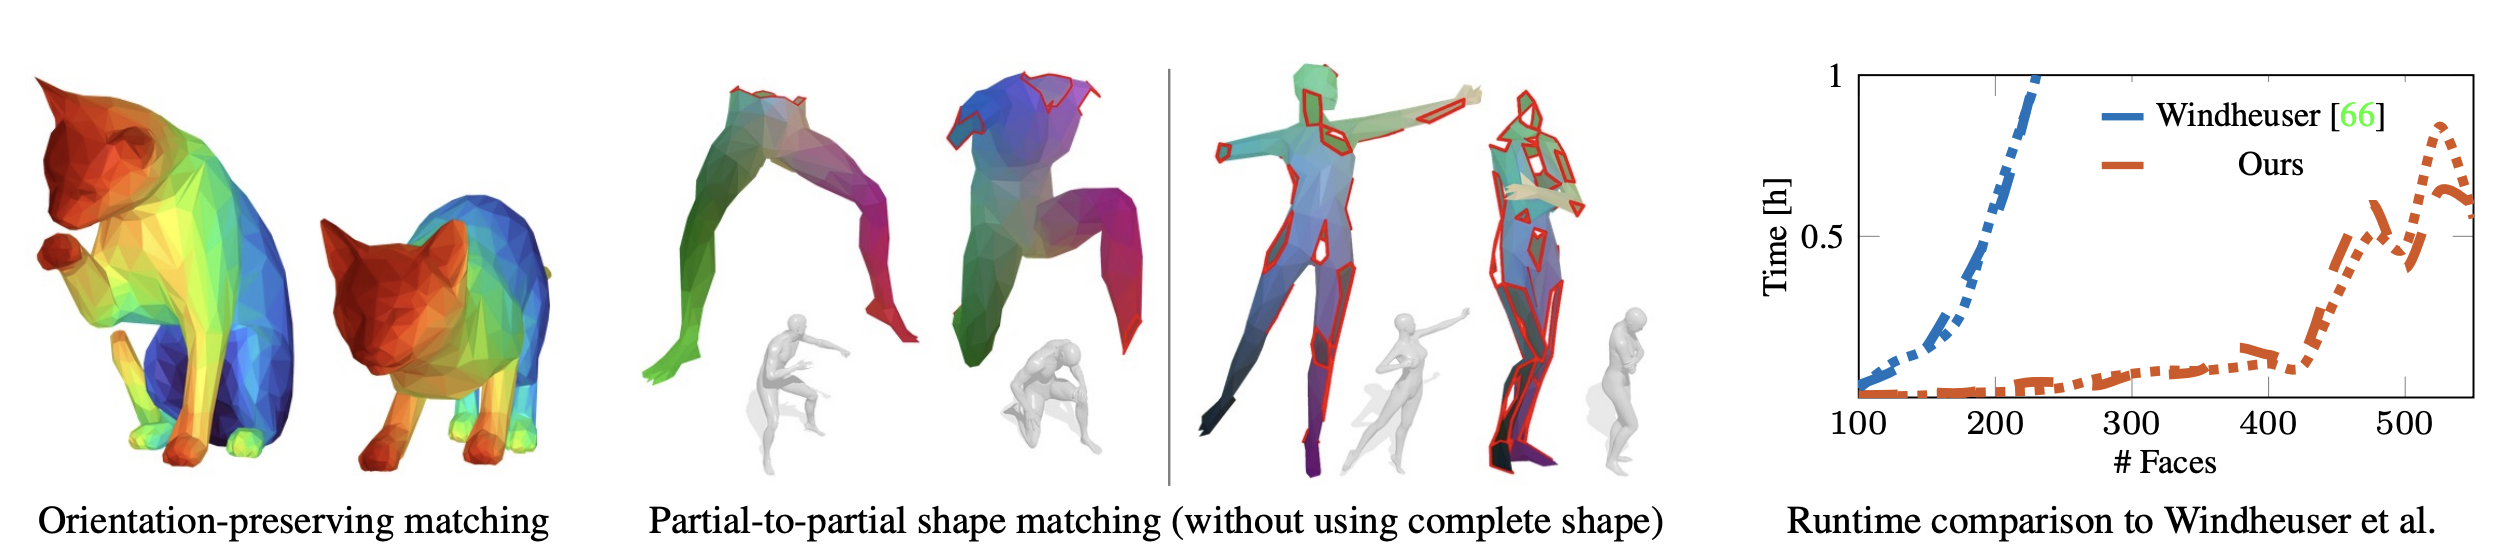 1
0.5
Time [h]
Windheuser [66]
Ours
100 200 300 400 500
# Faces
Orientation-preserving matching
Partial-to-partial shape matching (without using complete shape)
Runtime comparison to Windheuser et al.